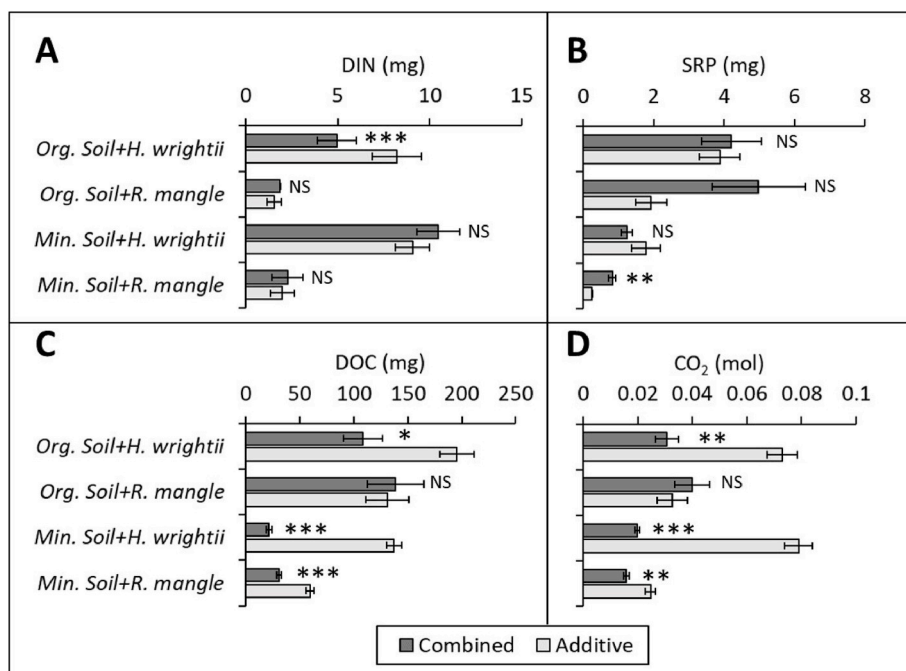 A
DIN (mg)
0 5 10 15
Org. Soil+H. wrightii ***
Org. Soil+R. mangle NS
Min. Soil+H. wrightii NS
Min. Soil+R. mangle NS
B
SRP (mg)
0 2 4 6 8
NS
NS
NS
**
C
DOC (mg)
0 50 100 150 200 250
Org. Soil+H. wrightii *
Org. Soil+R. mangle NS
Min. Soil+H. wrightii ***
Min. Soil+R. mangle ***
D
CO₂ (mol)
0 0.02 0.04 0.06 0.08 0.1
**
NS
***
**
Combined Additive